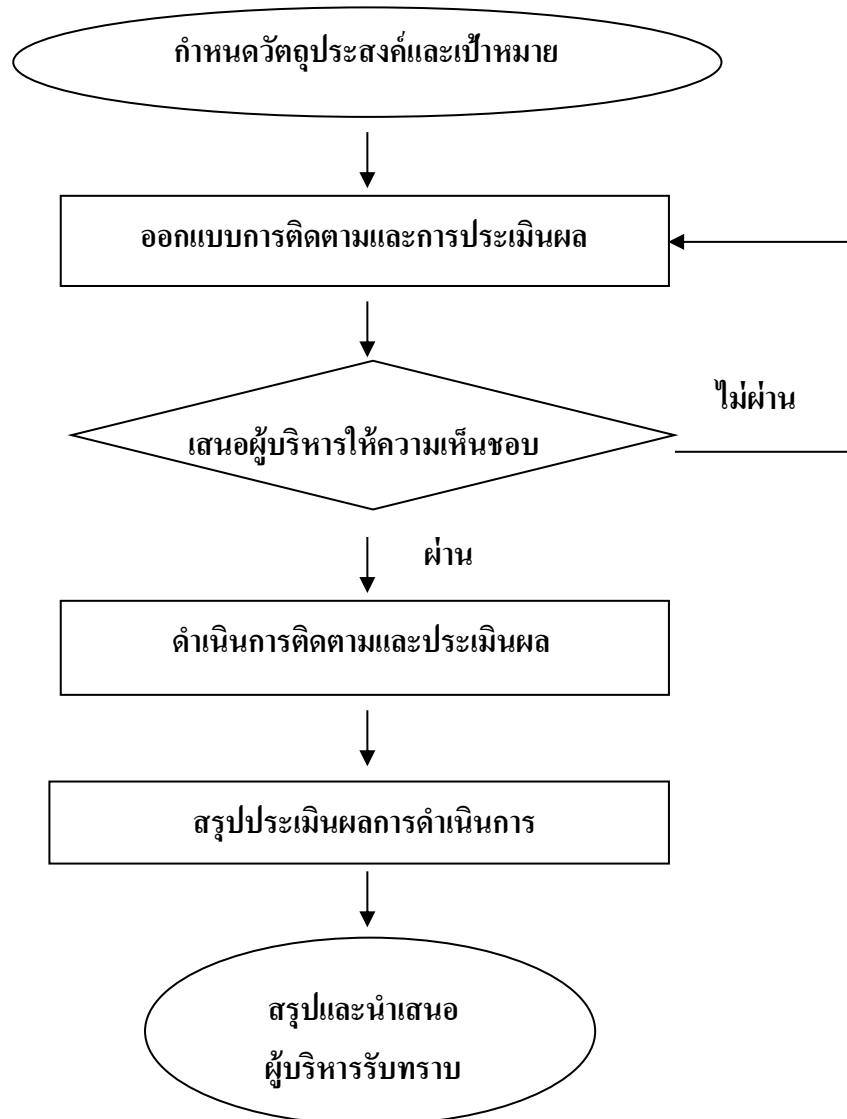 กำหนดวัตถุประสงค์และเป้าหมาย
ออกแบบการติดตามและการประเมินผล
ไม่ผ่าน
เสนอผู้บริหารให้ความเห็นชอบ
ผ่าน
ดำเนินการติดตามและประเมินผล
สรุปประเมินผลการดำเนินการ
สรุปและนำเสนอ
ผู้บริหารรับทราบ